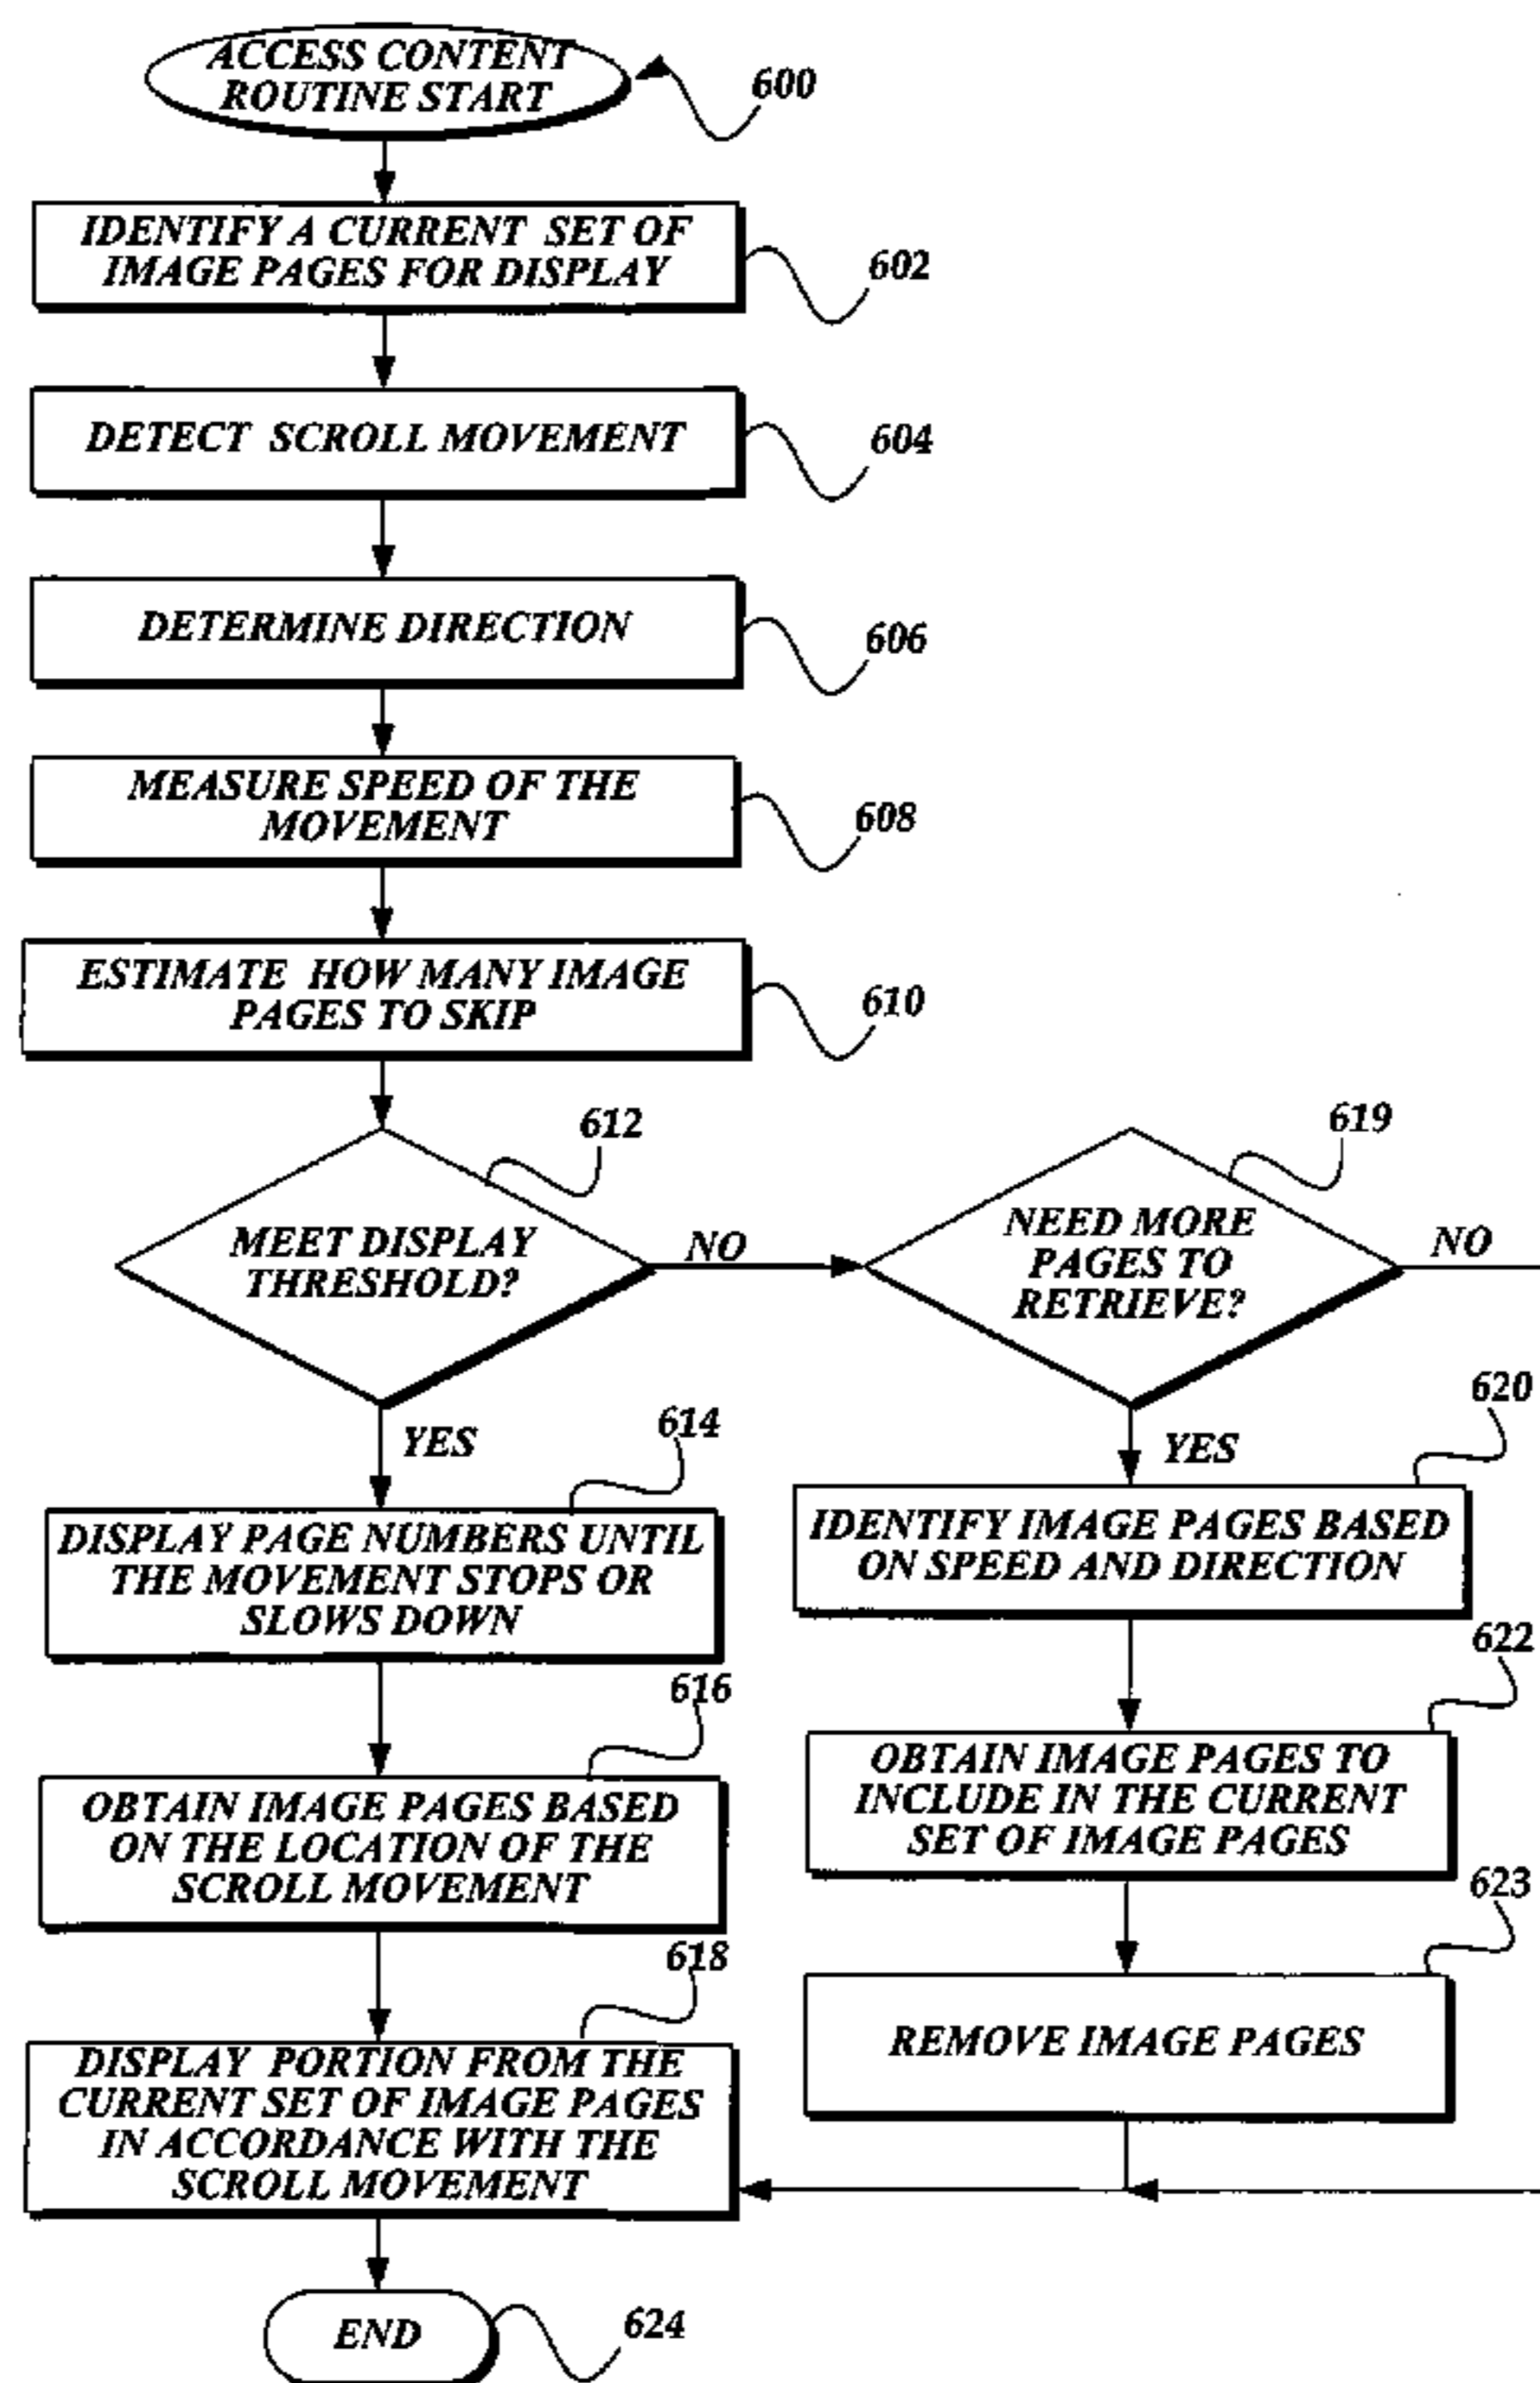 ACCESS CONTENT
ROUTINE START
600
IDENTIFY A CURRENT SET OF
IMAGE PAGES FOR DISPLAY
602
DETECT SCROLL MOVEMENT
604
DETERMINE DIRECTION
606
MEASURE SPEED OF THE
MOVEMENT
608
ESTIMATE HOW MANY IMAGE
PAGES TO SKIP
610
612
MEET DISPLAY
THRESHOLD?
NO
619
NEED MORE
PAGES TO
RETRIEVE?
NO
YES
614
DISPLAY PAGE NUMBERS UNTIL
THE MOVEMENT STOPS OR
SLOWS DOWN
616
OBTAIN IMAGE PAGES BASED
ON THE LOCATION OF THE
SCROLL MOVEMENT
618
DISPLAY PORTION FROM THE
CURRENT SET OF IMAGE PAGES
IN ACCORDANCE WITH THE
SCROLL MOVEMENT
YES
620
IDENTIFY IMAGE PAGES BASED
ON SPEED AND DIRECTION
622
OBTAIN IMAGE PAGES TO
INCLUDE IN THE CURRENT
SET OF IMAGE PAGES
623
REMOVE IMAGE PAGES
END
624